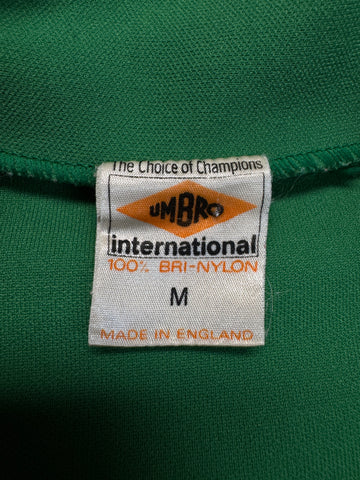 The Choice of Champions
UMBRO
international
100% BRI-NYLON
M
MADE IN ENGLAND